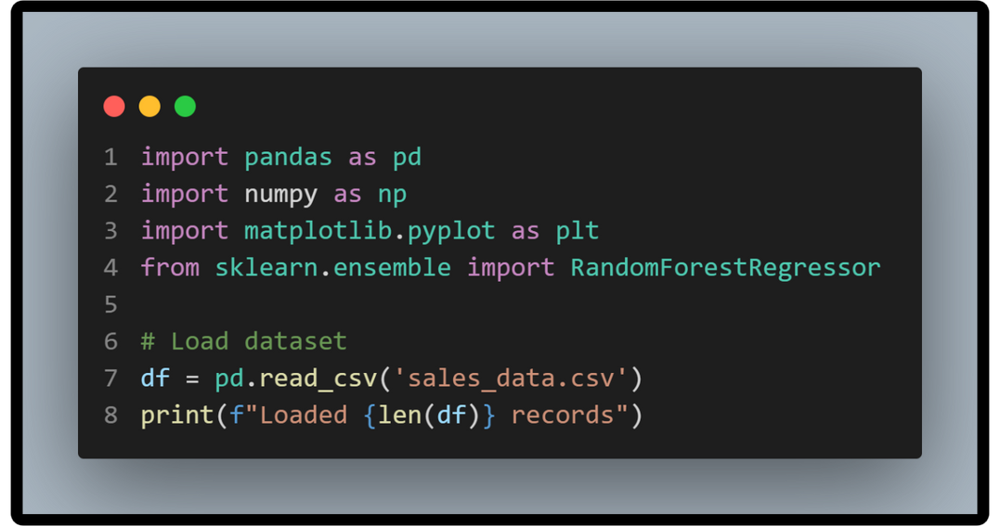 1 import pandas as pd
2 import numpy as np
3 import matplotlib.pyplot as plt
4 from sklearn.ensemble import RandomForestRegressor
5
6 # Load dataset
7 df = pd.read_csv('sales_data.csv')
8 print(f"Loaded {len(df)} records")